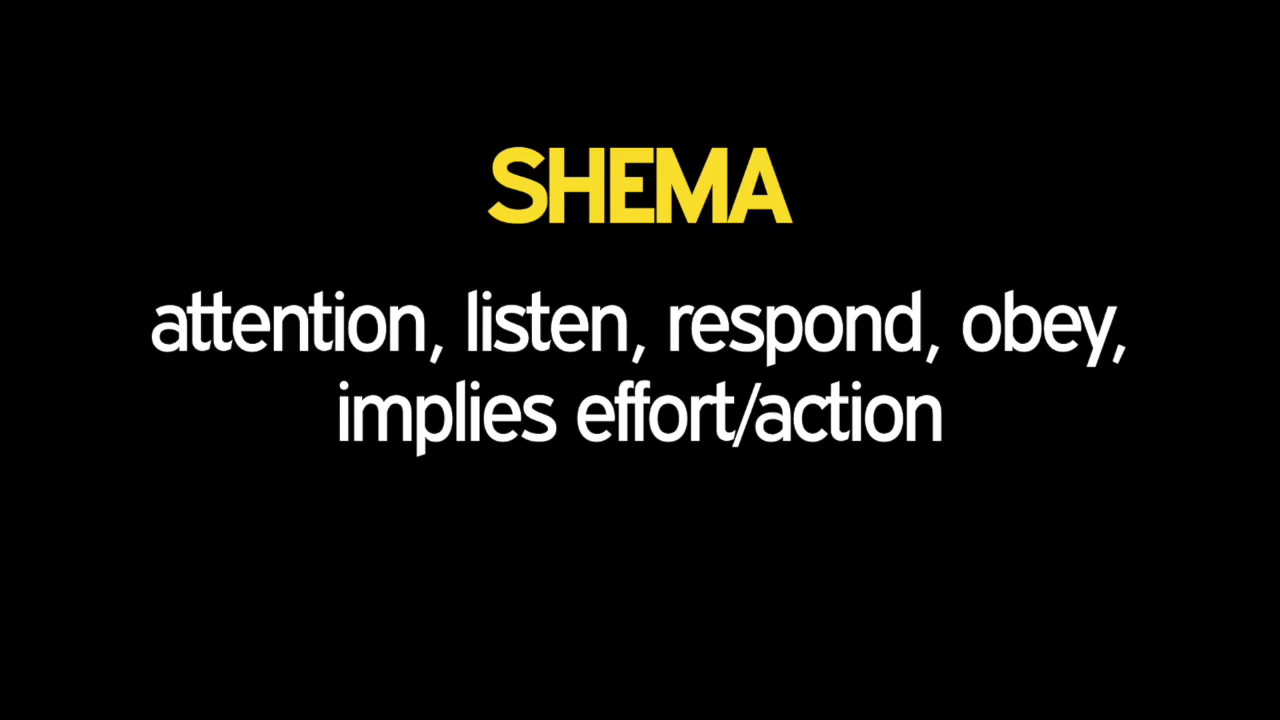 SHEMA
attention, listen, respond, obey,
implies effort/action